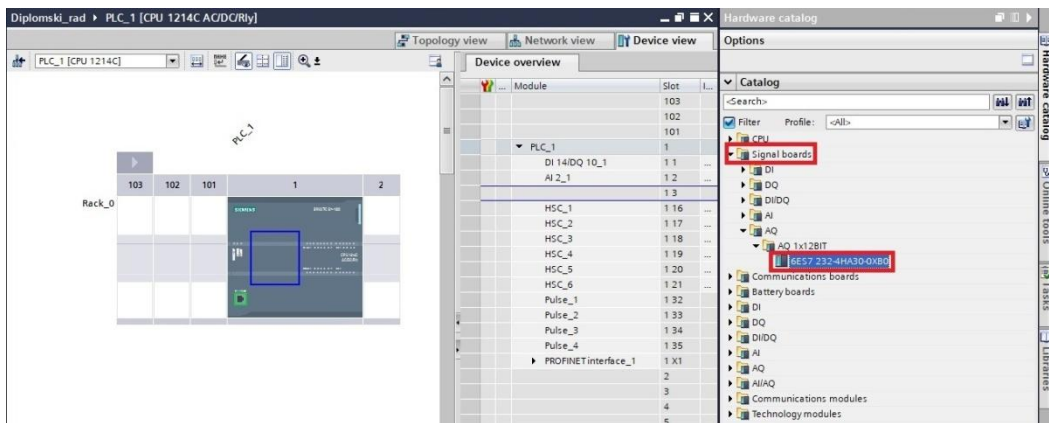 Diplomski_rad ▸ PLC_1 [CPU 1214C AC/DC/Rly]
Topology view
Network view
Device view
PLC_1 [CPU 1214C]
PLC_1
103 102 101 1 2
Rack_0
SIEMENS
Device overview
... Module Slot I...
103
102
101
PLC_1 1
DI 14/DQ 10_1 1 1 ...
AI 2_1 1 2 ...
1 3
HSC_1 1 16 ...
HSC_2 1 17 ...
HSC_3 1 18 ...
HSC_4 1 19 ...
HSC_5 1 20 ...
HSC_6 1 21 ...
Pulse_1 1 32
Pulse_2 1 33
Pulse_3 1 34
Pulse_4 1 35
PROFINET interface_1 1 X1
2
3
4
5
Hardware catalog
Options
Catalog
<Search>
Filter Profile: <All>
CPU
Signal boards
DI
DQ
DI/DQ
AI
AQ
AQ 1x12BIT
6ES7 232-4HA30-0XB0
Communications boards
Battery boards
DI
DQ
DI/DQ
AI
AQ
AI/AQ
Communications modules
Technology modules
Hardware catalog
Online tools
Tasks
Libraries